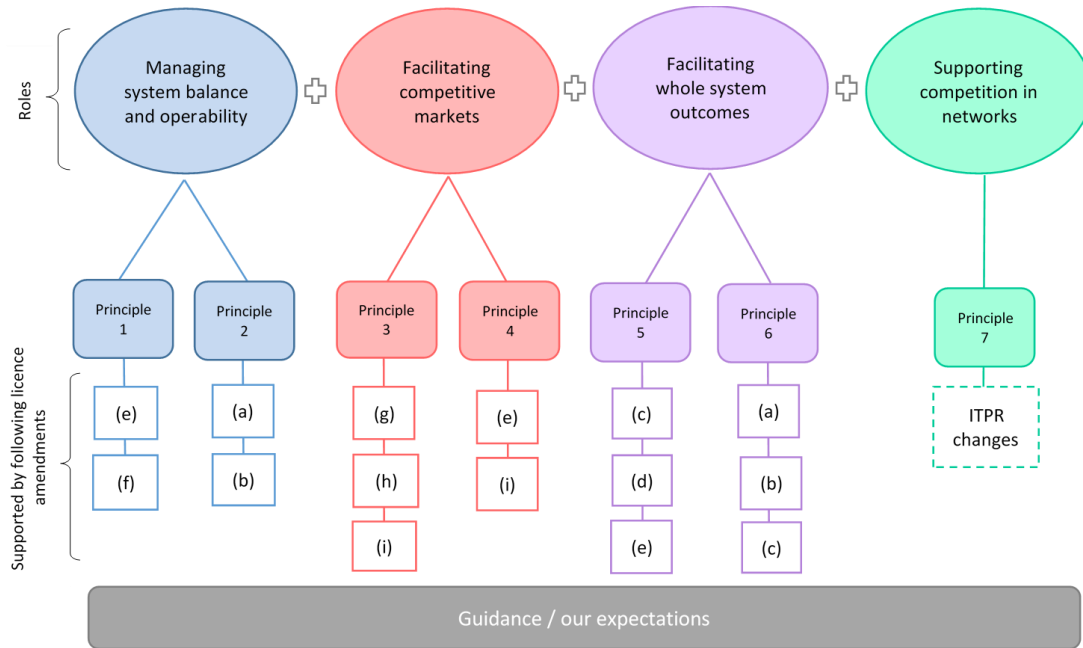 Roles
Managing
system balance
and operability
Facilitating
competitive
markets
Facilitating
whole system
outcomes
Supporting
competition in
networks
Principle
1
Principle
2
Principle
3
Principle
4
Principle
5
Principle
6
Principle
7
Supported by following licence
amendments
(e)
(f)
(a)
(b)
(g)
(h)
(i)
(e)
(i)
(c)
(d)
(e)
(a)
(b)
(c)
ITPR
changes
Guidance / our expectations